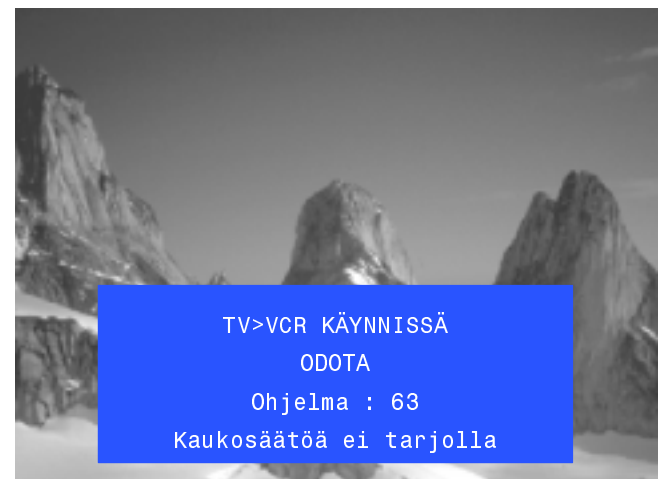 TV>VCR KÄYNNISSÄ
ODOTA
Ohjelma : 63
Kaukosäätöä ei tarjolla